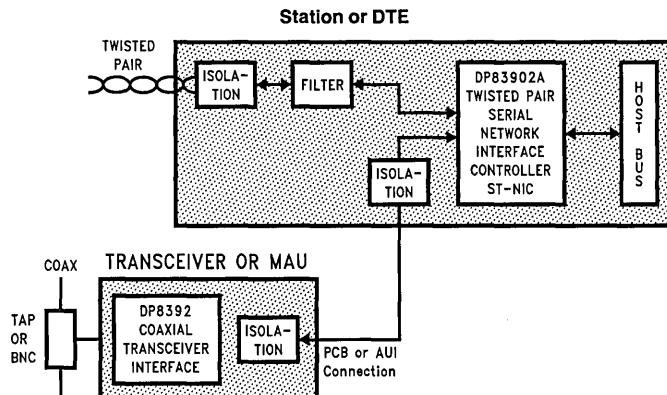 Station or DTE
TWISTED
PAIR
ISOLA-
TION
FILTER
DP83902A
TWISTED PAIR
SERIAL
NETWORK
INTERFACE
CONTROLLER
ST-NIC
HOST BUS
ISOLA-
TION
TRANSCEIVER OR MAU
COAX
TAP
OR
BNC
DP8392
COAXIAL
TRANSCEIVER
INTERFACE
ISOLA-
TION
PCB or AUI
Connection